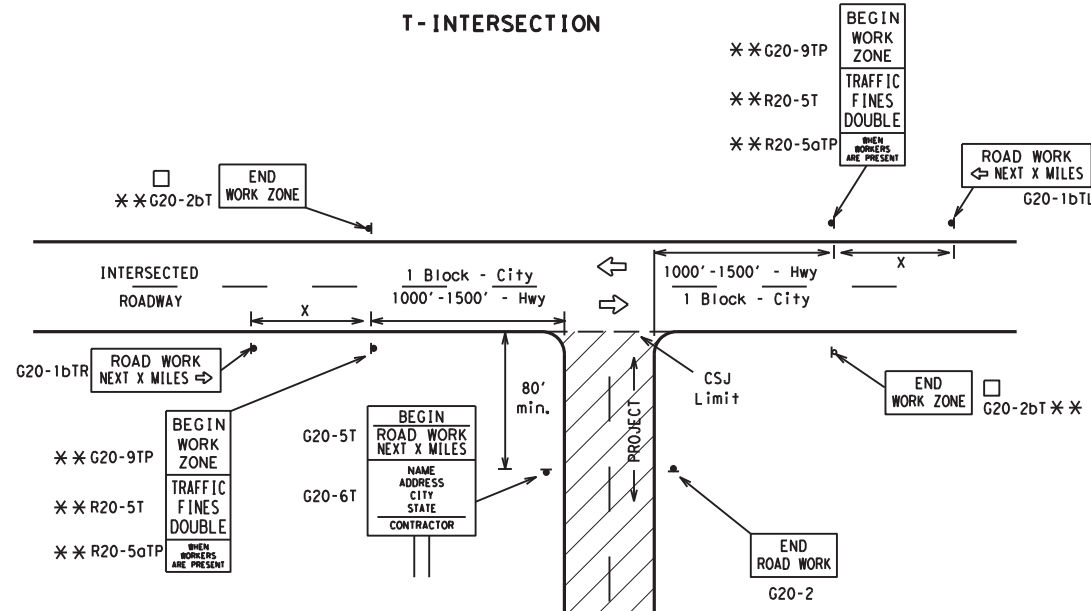 T-INTERSECTION
**G20-9TP
BEGIN
WORK
ZONE
**R20-5T
TRAFFIC
FINES
DOUBLE
**R20-5aTP
WHEN
WORKERS
ARE PRESENT
ROAD WORK
⇦ NEXT X MILES
G20-1bTL
□
**G20-2bT
END
WORK ZONE
INTERSECTED
ROADWAY
X
1 Block - City
1000'-1500' - Hwy
⇦
⇨
1000'-1500' - Hwy
1 Block - City
X
G20-1bTR
ROAD WORK
NEXT X MILES ⇨
**G20-9TP
BEGIN
WORK
ZONE
**R20-5T
TRAFFIC
FINES
DOUBLE
**R20-5aTP
WHEN
WORKERS
ARE PRESENT
80'
min.
G20-5T
BEGIN
ROAD WORK
NEXT X MILES
G20-6T
NAME
ADDRESS
CITY
STATE
CONTRACTOR
PROJECT
CSJ
Limit
END
WORK ZONE
□
G20-2bT**
END
ROAD WORK
G20-2